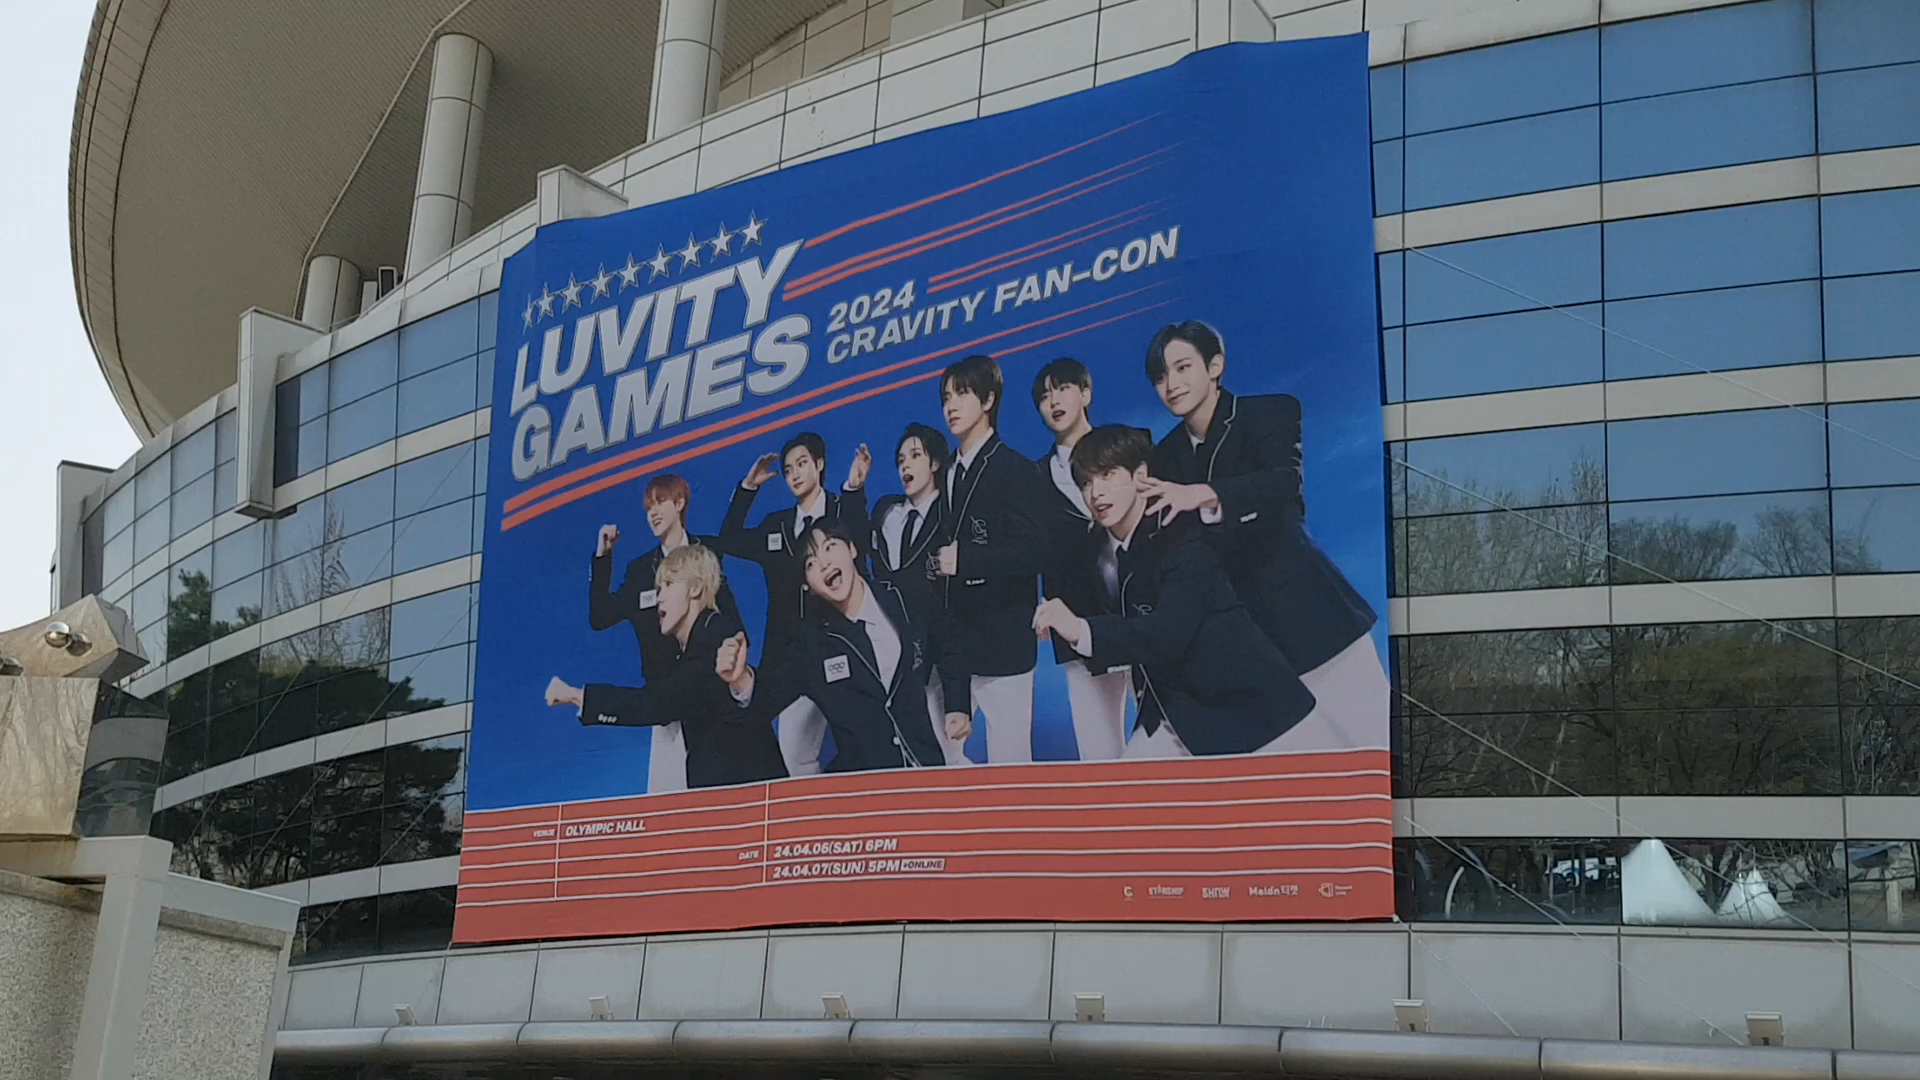 LUVITY
GAMES
2024
CRAVITY FAN-CON
VENUE
OLYMPIC HALL
DATE
24.04.06(SAT) 6PM
24.04.07(SUN) 5PM +ONLINE
STARSHIP
SHOW
Melon티켓